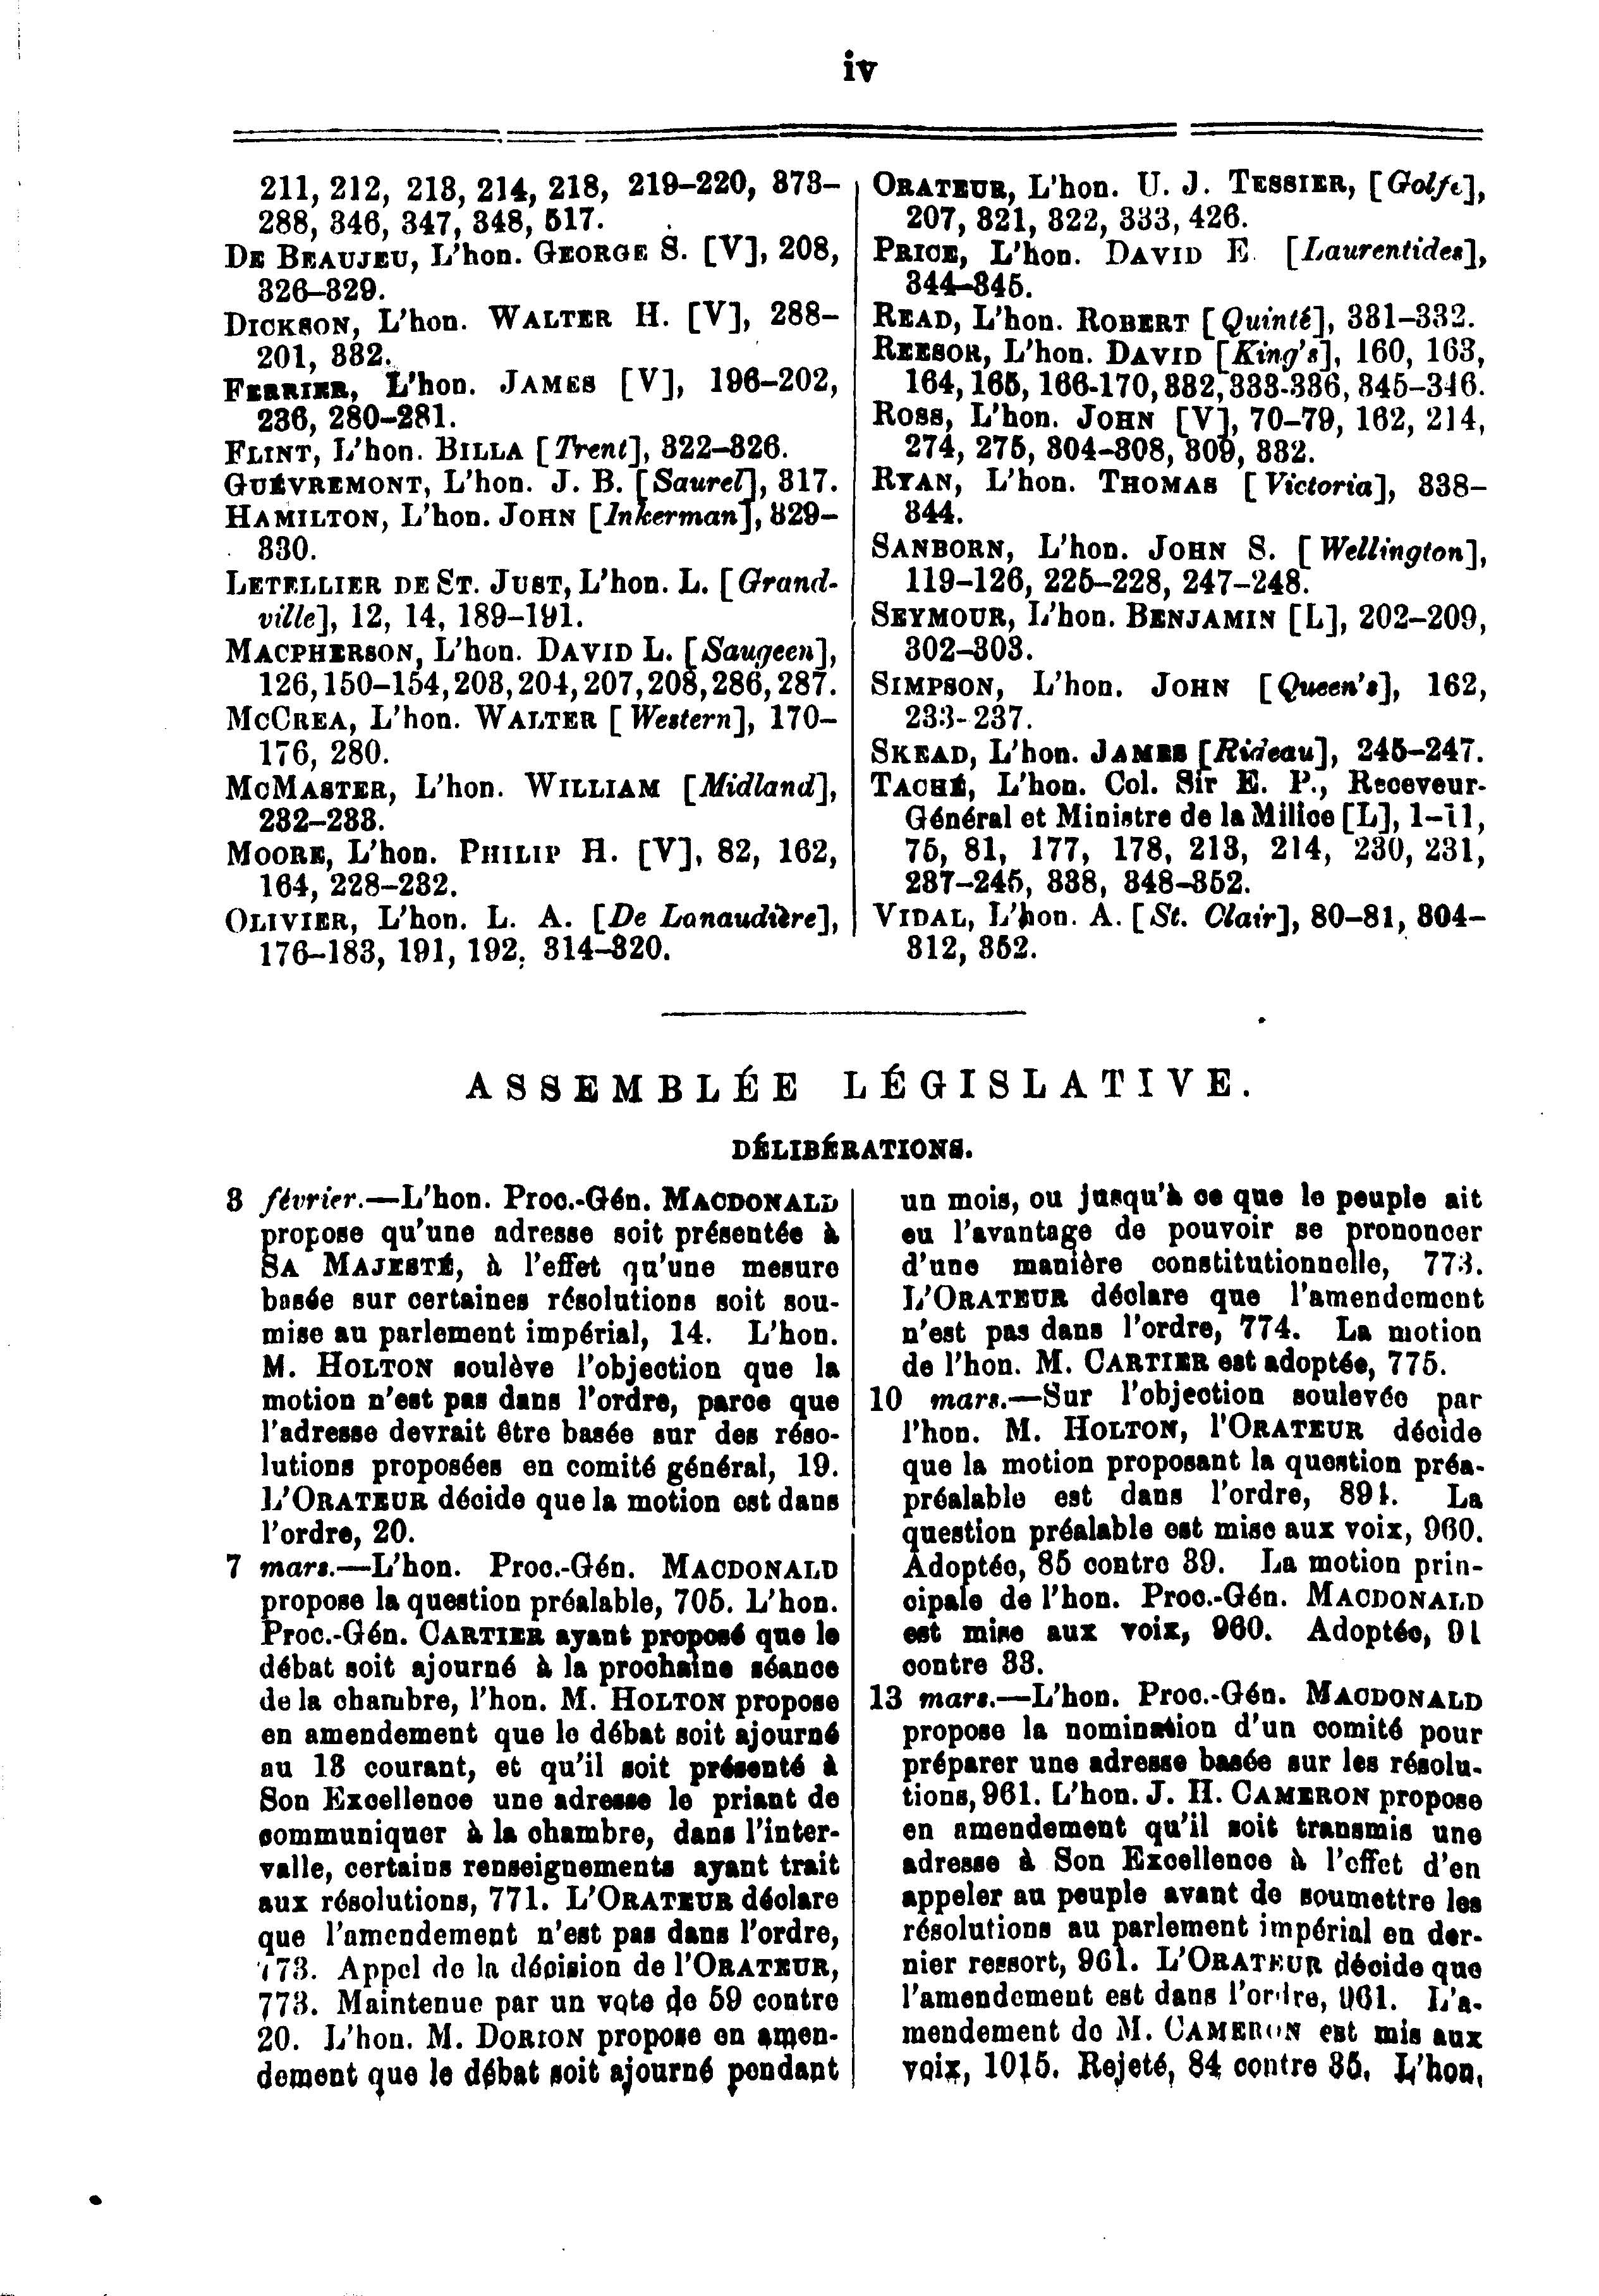 iv
211, 212, 213, 214, 218, 219–220, 873–
288, 346, 347, 348, 517.
DE BEAUJEU, L'hon. GEORGE S. [V], 208,
326–329.
DICKSON, L'hon. WALTER H. [V], 288–
201, 332.
FERRIER, L'hon. JAMES [V], 196–202,
236, 280–281.
FLINT, L'hon. BILLA [Trent], 322–326.
GUÉVREMONT, L'hon. J. B. [Saurel], 317.
HAMILTON, L'hon. JOHN [Inkerman], 329–
330.
LETELLIER DE ST. JUST, L'hon. L. [Grand-
ville], 12, 14, 189–191.
MACPHERSON, L'hon. DAVID L. [Saugeen],
126, 150–154, 203, 204, 207, 208, 286, 287.
MCCREA, L'hon. WALTER [Western], 170–
176, 280.
MCMASTER, L'hon. WILLIAM [Midland],
232–233.
MOORE, L'hon. PHILIP H. [V], 82, 162,
164, 228–232.
OLIVIER, L'hon. L. A. [De Lanaudière],
176–183, 191, 192, 314–320.
ORATEUR, L'hon. U. J. TESSIER, [Golfe],
207, 321, 322, 333, 426.
PRICE, L'hon. DAVID E. [Laurentides],
344–345.
READ, L'hon. ROBERT [Quinté], 331–332.
REESOR, L'hon. DAVID [King's], 160, 163,
164, 165, 166-170, 332, 333-336, 345–346.
ROSS, L'hon. JOHN [V], 70–79, 162, 214,
274, 275, 304–308, 309, 332.
RYAN, L'hon. THOMAS [Victoria], 338–
344.
SANBORN, L'hon. JOHN S. [Wellington],
119–126, 225–228, 247–248.
SEYMOUR, L'hon. BENJAMIN [L], 202–209,
302–303.
SIMPSON, L'hon. JOHN [Queen's], 162,
233-237.
SKEAD, L'hon. JAMES [Rideau], 245–247.
TACHÉ, L'hon. Col. Sir E. P., Receveur-
Général et Ministre de la Milice [L], 1–11,
75, 81, 177, 178, 213, 214, 230, 231,
237–245, 338, 348–352.
VIDAL, L'hon. A. [St. Clair], 80–81, 304–
312, 352.
ASSEMBLÉE LÉGISLATIVE.
DÉLIBÉRATIONS.
3 février.—L'hon. Proc.-Gén. MACDONALD
propose qu'une adresse soit présentée à
SA MAJESTÉ, à l'effet qu'une mesure
basée sur certaines résolutions soit sou-
mise au parlement impérial, 14. L'hon.
M. HOLTON soulève l'objection que la
motion n'est pas dans l'ordre, parce que
l'adresse devrait être basée sur des réso-
lutions proposées en comité général, 19.
L'ORATEUR décide que la motion est dans
l'ordre, 20.
7 mars.—L'hon. Proc.-Gén. MACDONALD
propose la question préalable, 705. L'hon.
Proc.-Gén. CARTIER ayant proposé que le
débat soit ajourné à la prochaine séance
de la chambre, l'hon. M. HOLTON propose
en amendement que le débat soit ajourné
au 13 courant, et qu'il soit présenté à
Son Excellence une adresse le priant de
communiquer à la chambre, dans l'inter-
valle, certains renseignements ayant trait
aux résolutions, 771. L'ORATEUR déclare
que l'amendement n'est pas dans l'ordre,
773. Appel de la décision de l'ORATEUR,
773. Maintenue par un vote de 59 contre
20. L'hon. M. DORION propose en amen-
dement que le débat soit ajourné pendant
un mois, ou jusqu'à ce que le peuple ait
eu l'avantage de pouvoir se prononcer
d'une manière constitutionnelle, 773.
L'ORATEUR déclare que l'amendement
n'est pas dans l'ordre, 774. La motion
de l'hon. M. CARTIER est adoptée, 775.
10 mars.—Sur l'objection soulevée par
l'hon. M. HOLTON, l'ORATEUR décide
que la motion proposant la question préa-
préalable est dans l'ordre, 891. La
question préalable est mise aux voix, 960.
Adoptée, 85 contre 39. La motion prin-
cipale de l'hon. Proc.-Gén. MACDONALD
est mise aux voix, 960. Adoptée, 91
contre 33.
13 mars.—L'hon. Proc.-Gén. MACDONALD
propose la nomination d'un comité pour
préparer une adresse basée sur les résolu-
tions, 961. L'hon. J. H. CAMERON propose
en amendement qu'il soit transmis une
adresse à Son Excellence à l'effet d'en
appeler au peuple avant de soumettre les
résolutions au parlement impérial en der-
nier ressort, 961. L'ORATEUR décide que
l'amendement est dans l'ordre, 961. L'a-
mendement de M. CAMERON est mis aux
voix, 1015. Rejeté, 84 contre 35. L'hon.